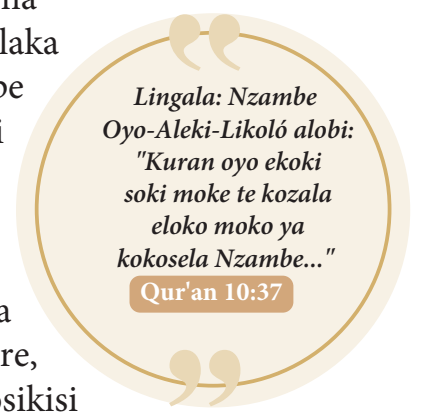 laka
Lingala: Nzambe
Oyo-Aleki-Likoló alobi:
"Kuran oyo ekoki
soki moke te kozala
eloko moko ya
kokosela Nzambe..."
Qur'an 10:37